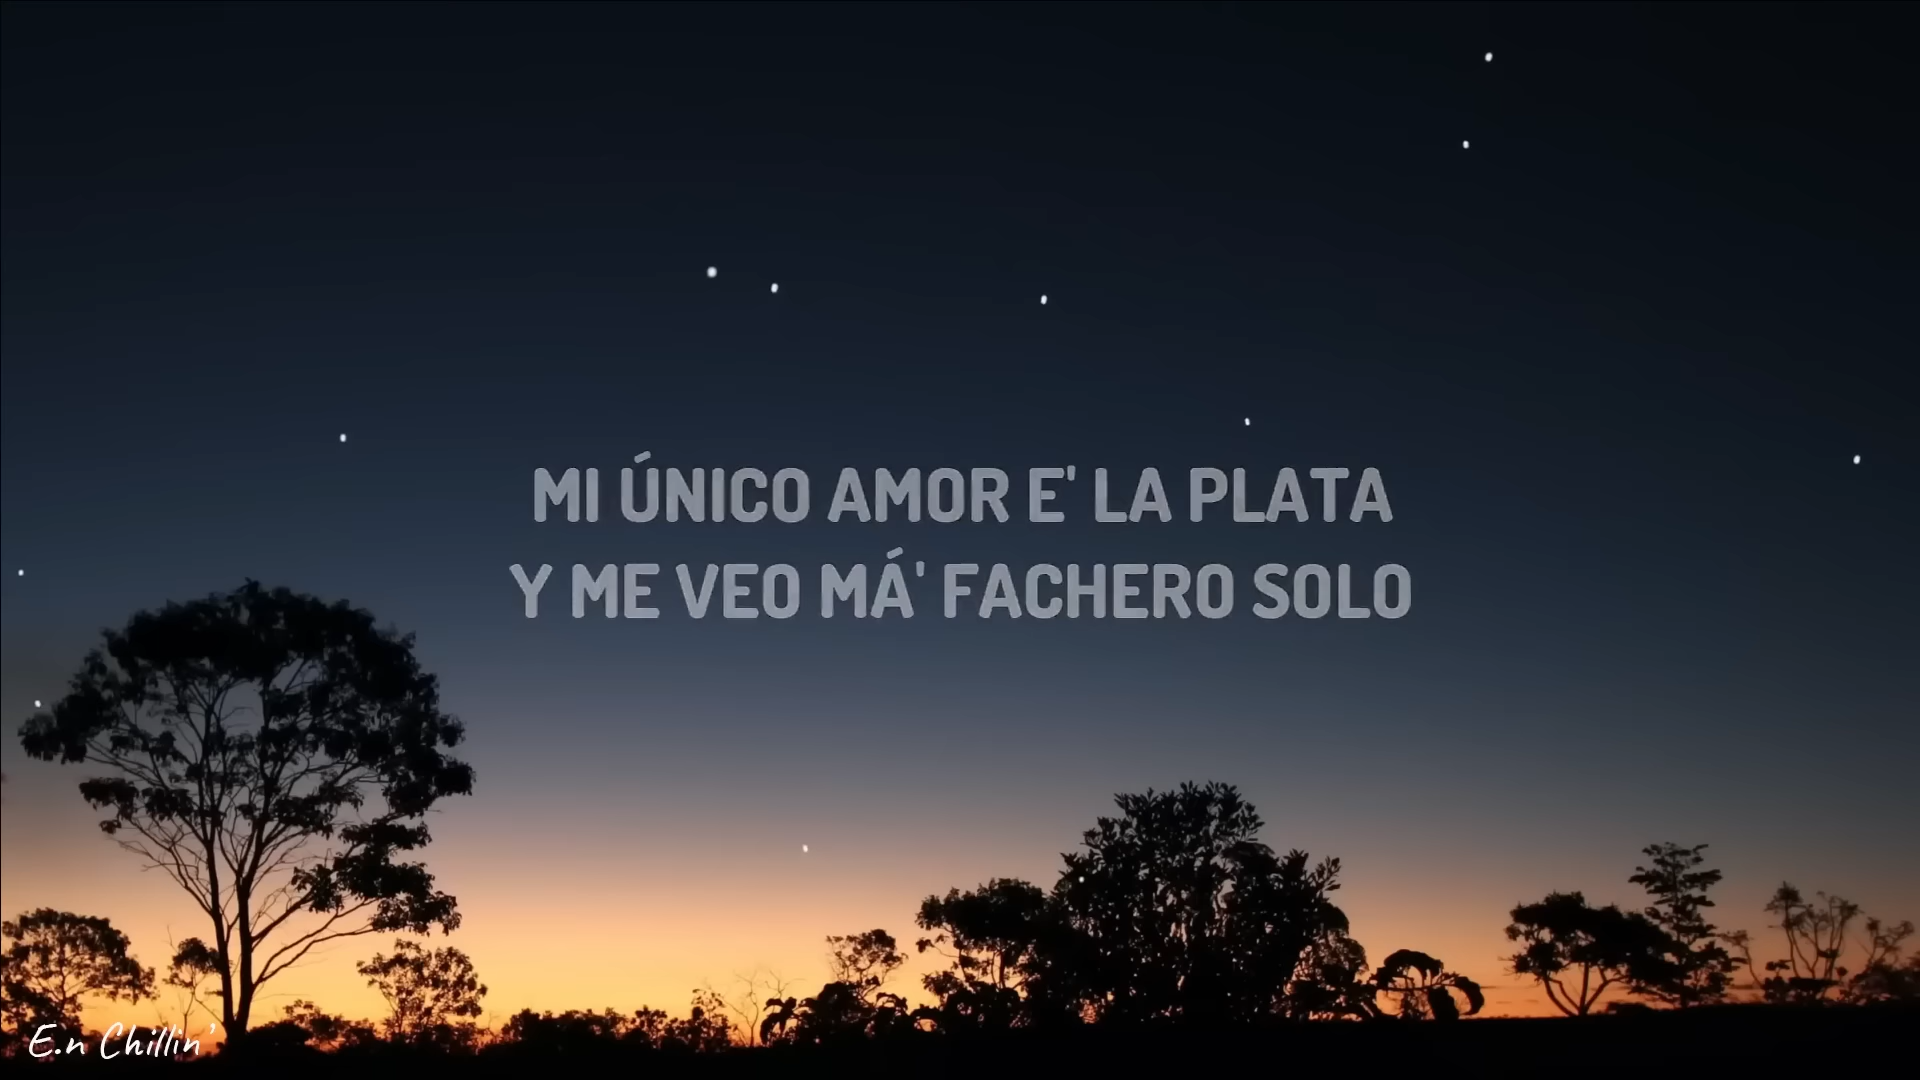 MI ÚNICO AMOR E' LA PLATA
Y ME VEO MÁ' FACHERO SOLO
E.n Chillin'